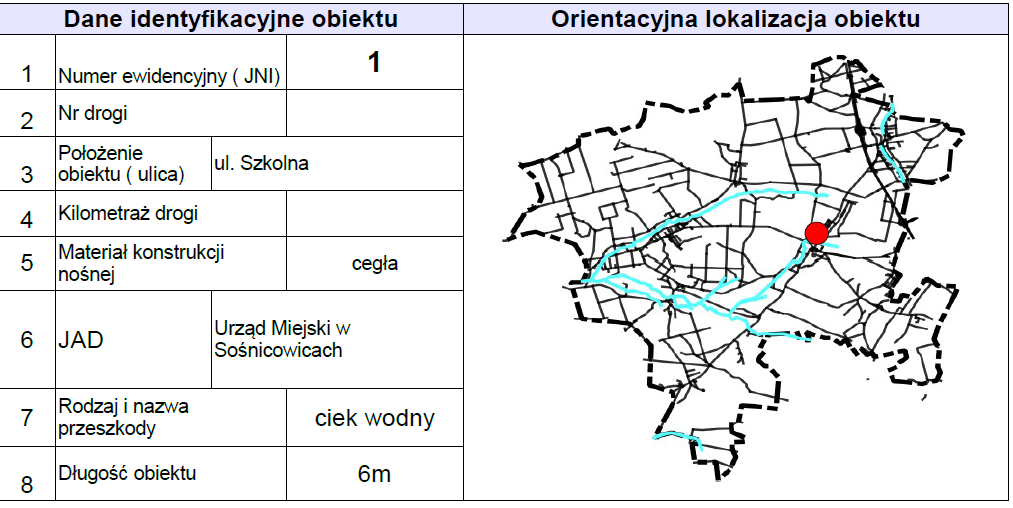 Dane identyfikacyjne obiektu
Orientacyjna lokalizacja obiektu
1 Numer ewidencyjny ( JNI) 1
2 Nr drogi
3 Położenie
obiektu ( ulica) ul. Szkolna
4 Kilometraż drogi
5 Materiał konstrukcji
nośnej cegła
6 JAD Urząd Miejski w
Sośnicowicach
7 Rodzaj i nazwa
przeszkody ciek wodny
8 Długość obiektu 6m